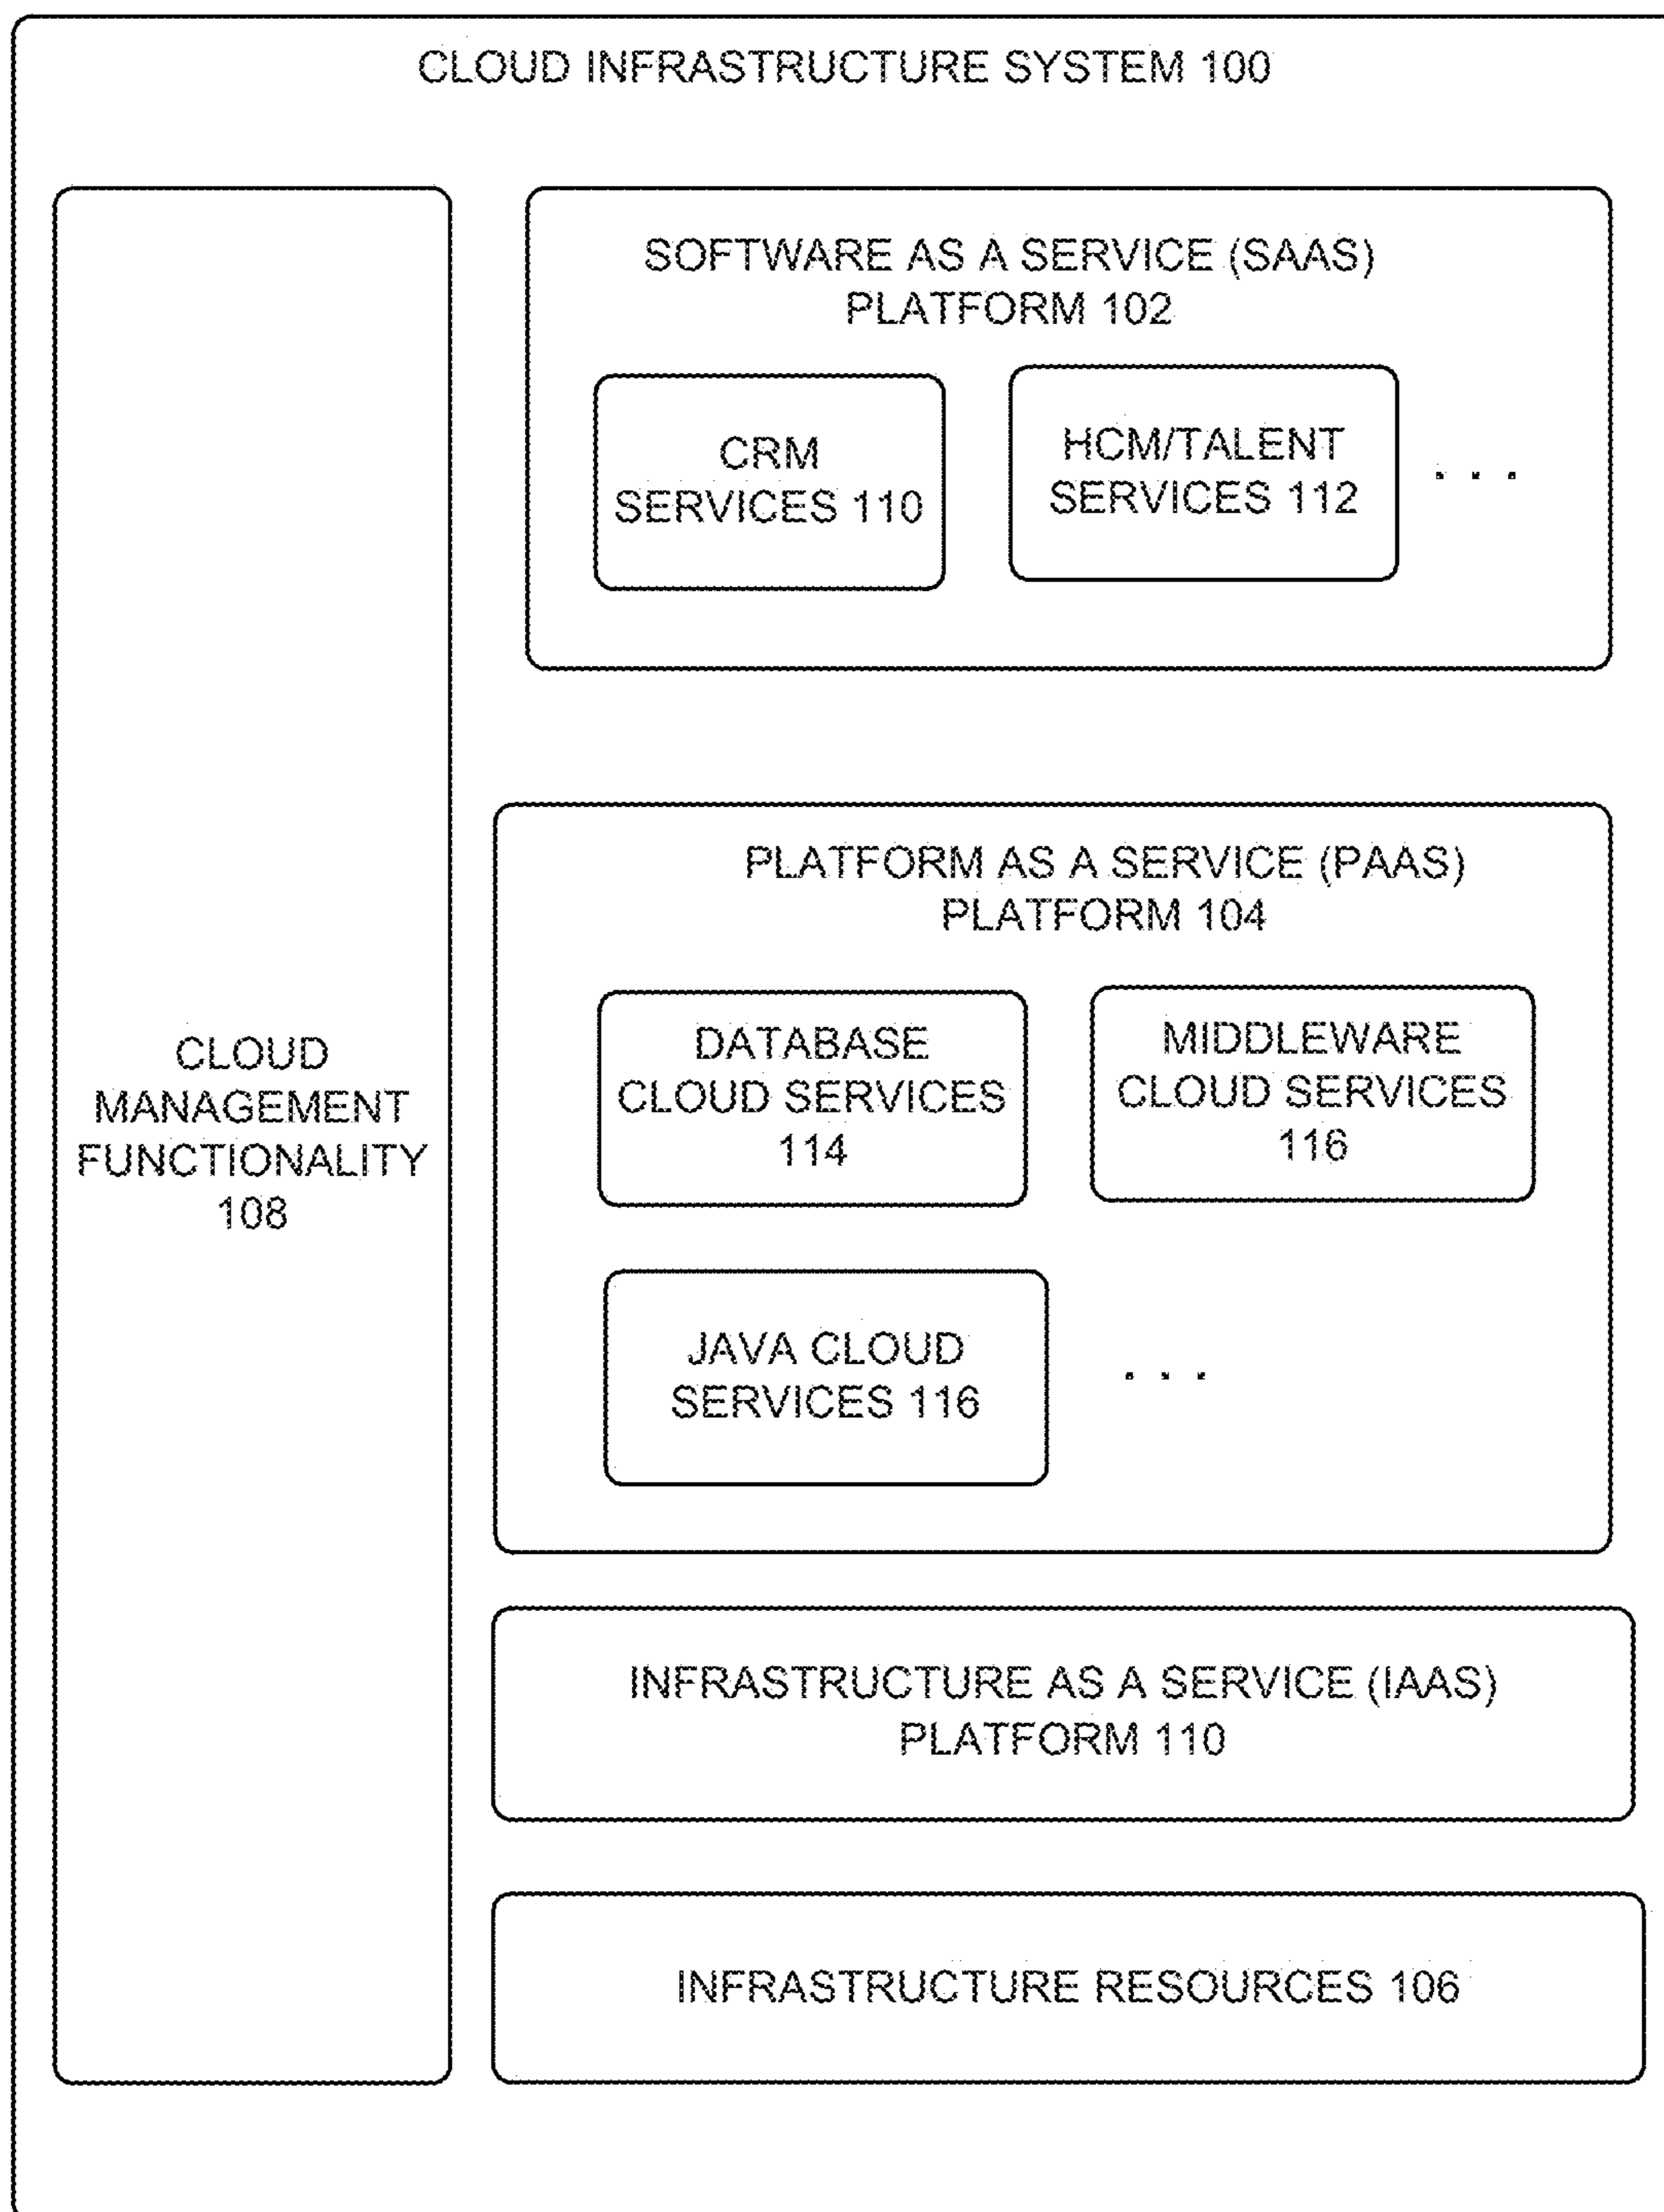 CLOUD INFRASTRUCTURE SYSTEM 100
SOFTWARE AS A SERVICE (SAAS)
PLATFORM 102
CRM
SERVICES 110
HCM/TALENT
SERVICES 112
. . .
CLOUD
MANAGEMENT
FUNCTIONALITY
108
PLATFORM AS A SERVICE (PAAS)
PLATFORM 104
DATABASE
CLOUD SERVICES
114
MIDDLEWARE
CLOUD SERVICES
116
JAVA CLOUD
SERVICES 116
. . .
INFRASTRUCTURE AS A SERVICE (IAAS)
PLATFORM 110
INFRASTRUCTURE RESOURCES 106